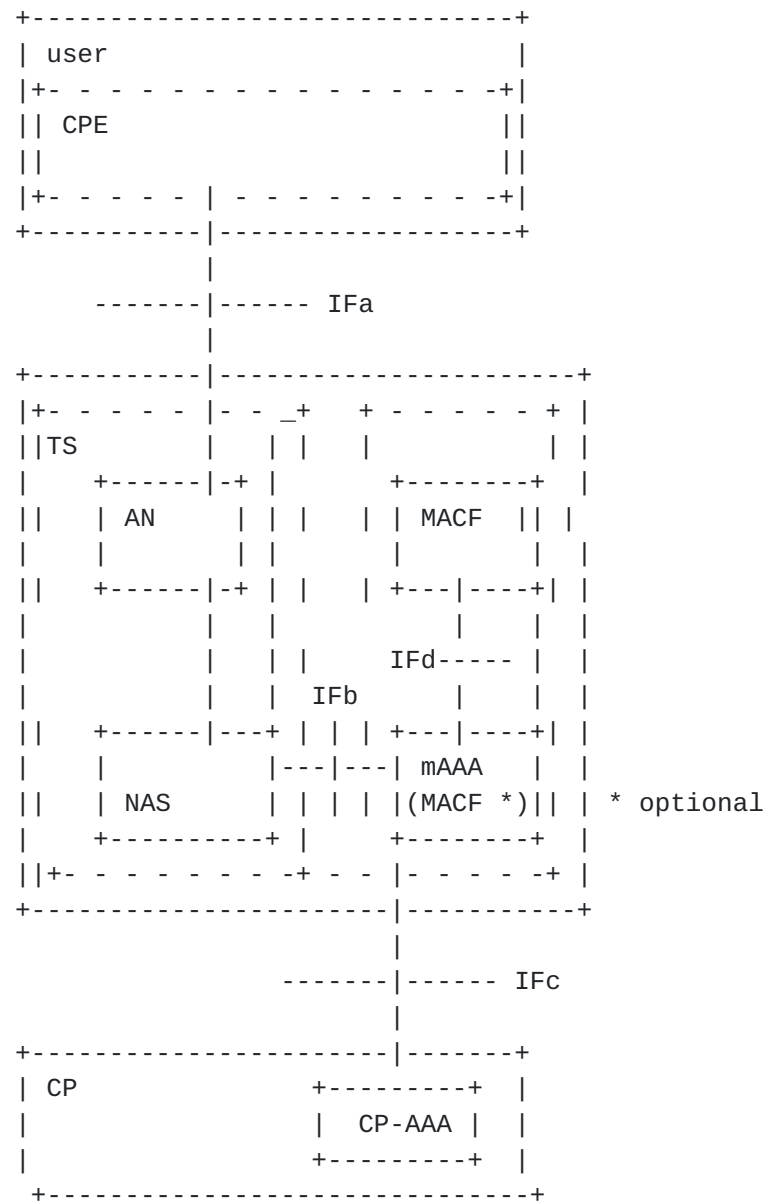 user
CPE
IFa
TS
AN MACF
IFd
IFb
mAAA
NAS (MACF *) * optional
IFc
CP
CP-AAA